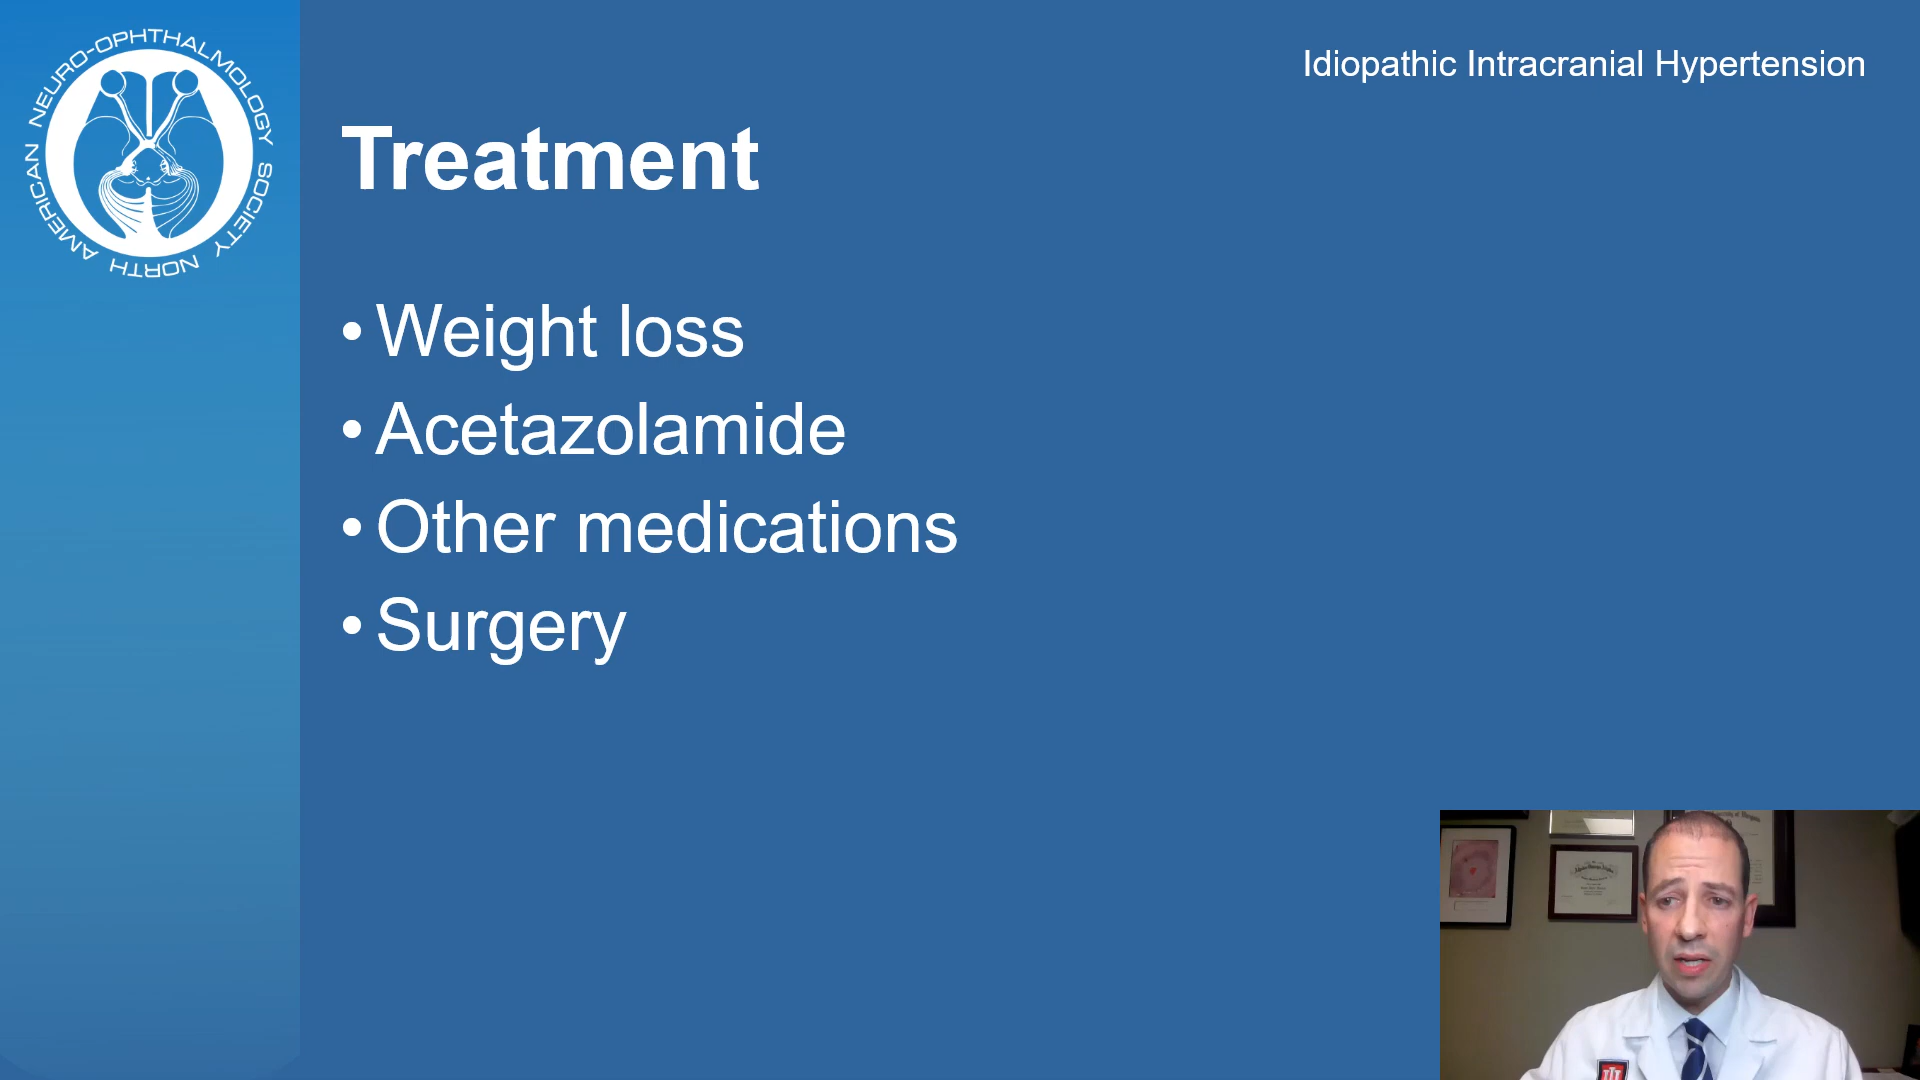 NORTH AMERICAN NEURO-OPHTHALMOLOGY SOCIETY
Idiopathic Intracranial Hypertension
Treatment
• Weight loss
• Acetazolamide
• Other medications
• Surgery